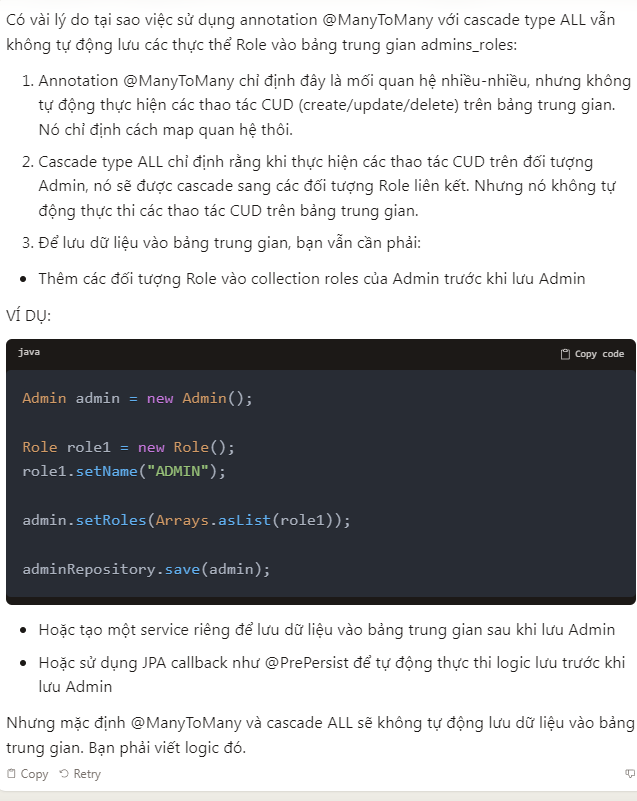 Có vài lý do tại sao việc sử dụng annotation @ManyToMany với cascade type ALL vẫn
không tự động lưu các thực thể Role vào bảng trung gian admins_roles:
1. Annotation @ManyToMany chỉ định đây là mối quan hệ nhiều-nhiều, nhưng không
tự động thực hiện các thao tác CUD (create/update/delete) trên bảng trung gian.
Nó chỉ định cách map quan hệ thôi.
2. Cascade type ALL chỉ định rằng khi thực hiện các thao tác CUD trên đối tượng
Admin, nó sẽ được cascade sang các đối tượng Role liên kết. Nhưng nó không tự
động thực thi các thao tác CUD trên bảng trung gian.
3. Để lưu dữ liệu vào bảng trung gian, bạn vẫn cần phải:
• Thêm các đối tượng Role vào collection roles của Admin trước khi lưu Admin
VÍ DỤ:
java Copy code
Admin admin = new Admin();
Role role1 = new Role();
role1.setName("ADMIN");
admin.setRoles(Arrays.asList(role1));
adminRepository.save(admin);
• Hoặc tạo một service riêng để lưu dữ liệu vào bảng trung gian sau khi lưu Admin
• Hoặc sử dụng JPA callback như @PrePersist để tự động thực thi logic lưu trước khi
lưu Admin
Nhưng mặc định @ManyToMany và cascade ALL sẽ không tự động lưu dữ liệu vào bảng
trung gian. Bạn phải viết logic đó.
Copy Retry